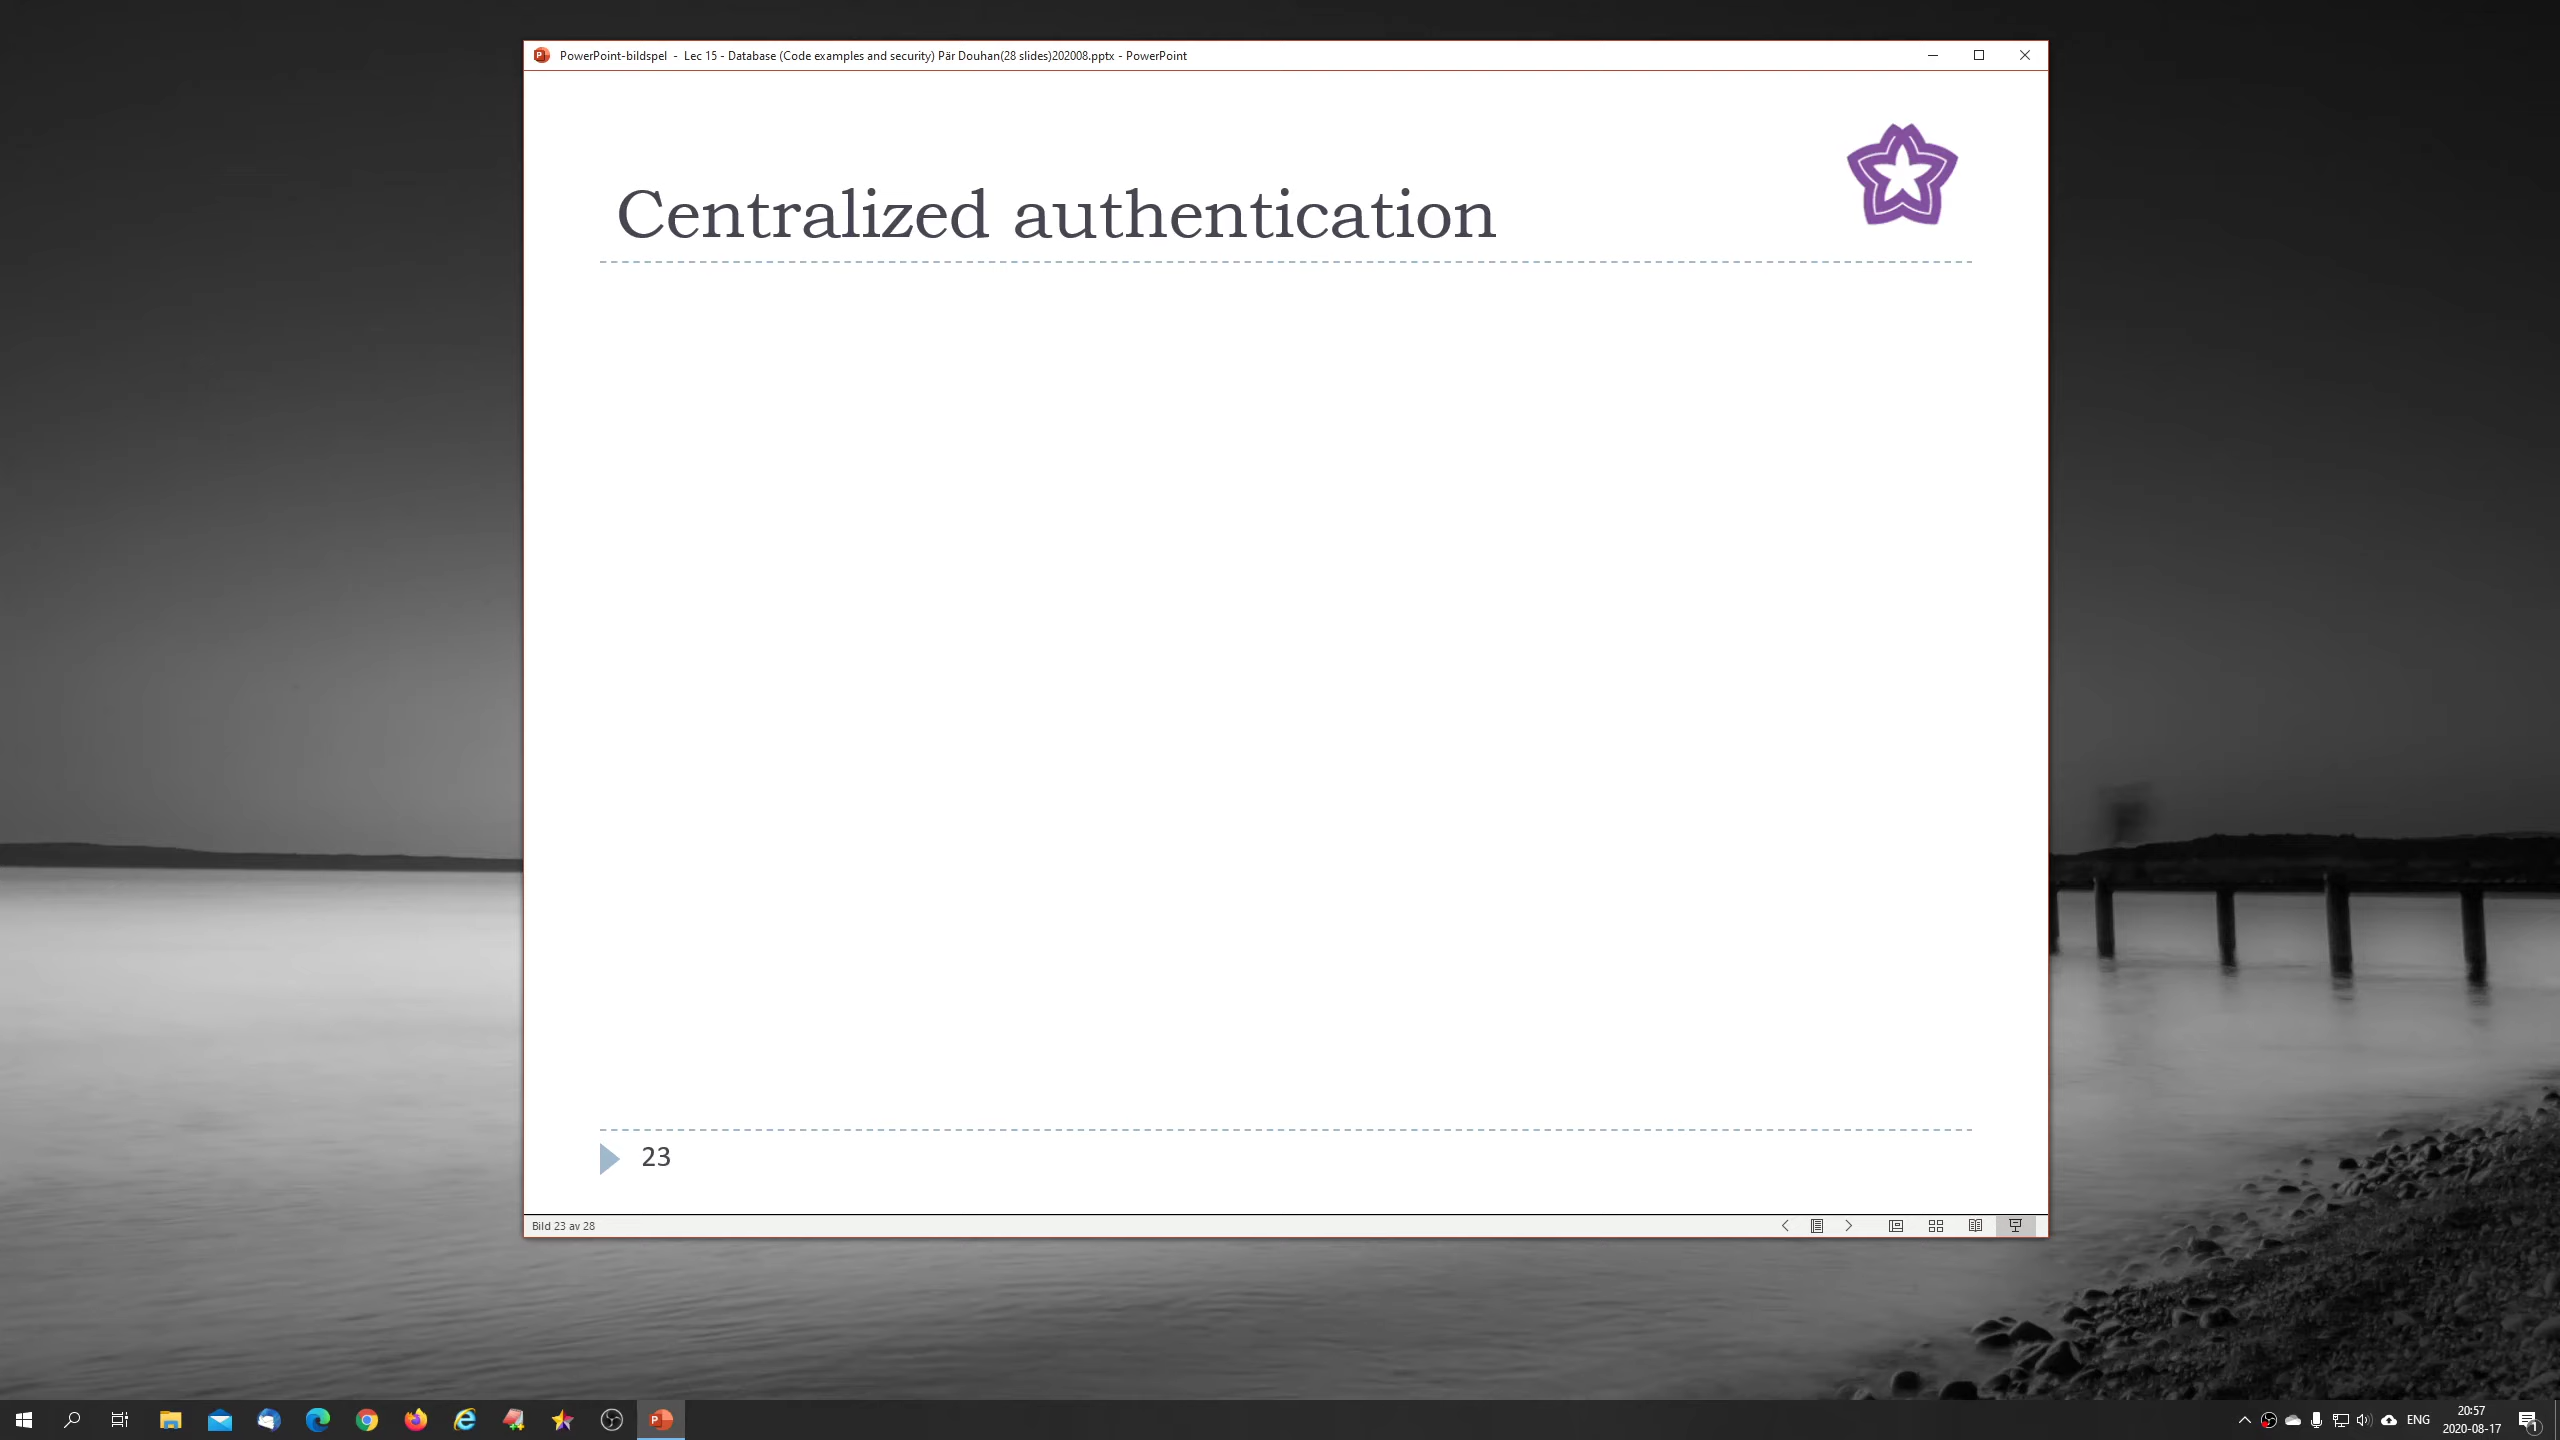 PowerPoint-bildspel - Lec 15 - Database (Code examples and security) Pär Douhan(28 slides)202008.pptx - PowerPoint
Centralized authentication
23
Bild 23 av 28
ENG
20:57
2020-08-17
1